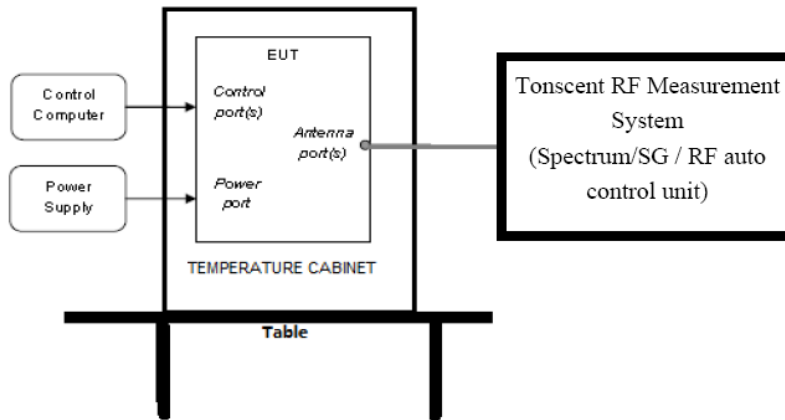 Control
Computer
Power
Supply
EUT
Control
port(s)
Antenna
port(s)
Power
port
TEMPERATURE CABINET
Table
Tonscent RF Measurement
System
(Spectrum/SG / RF auto
control unit)